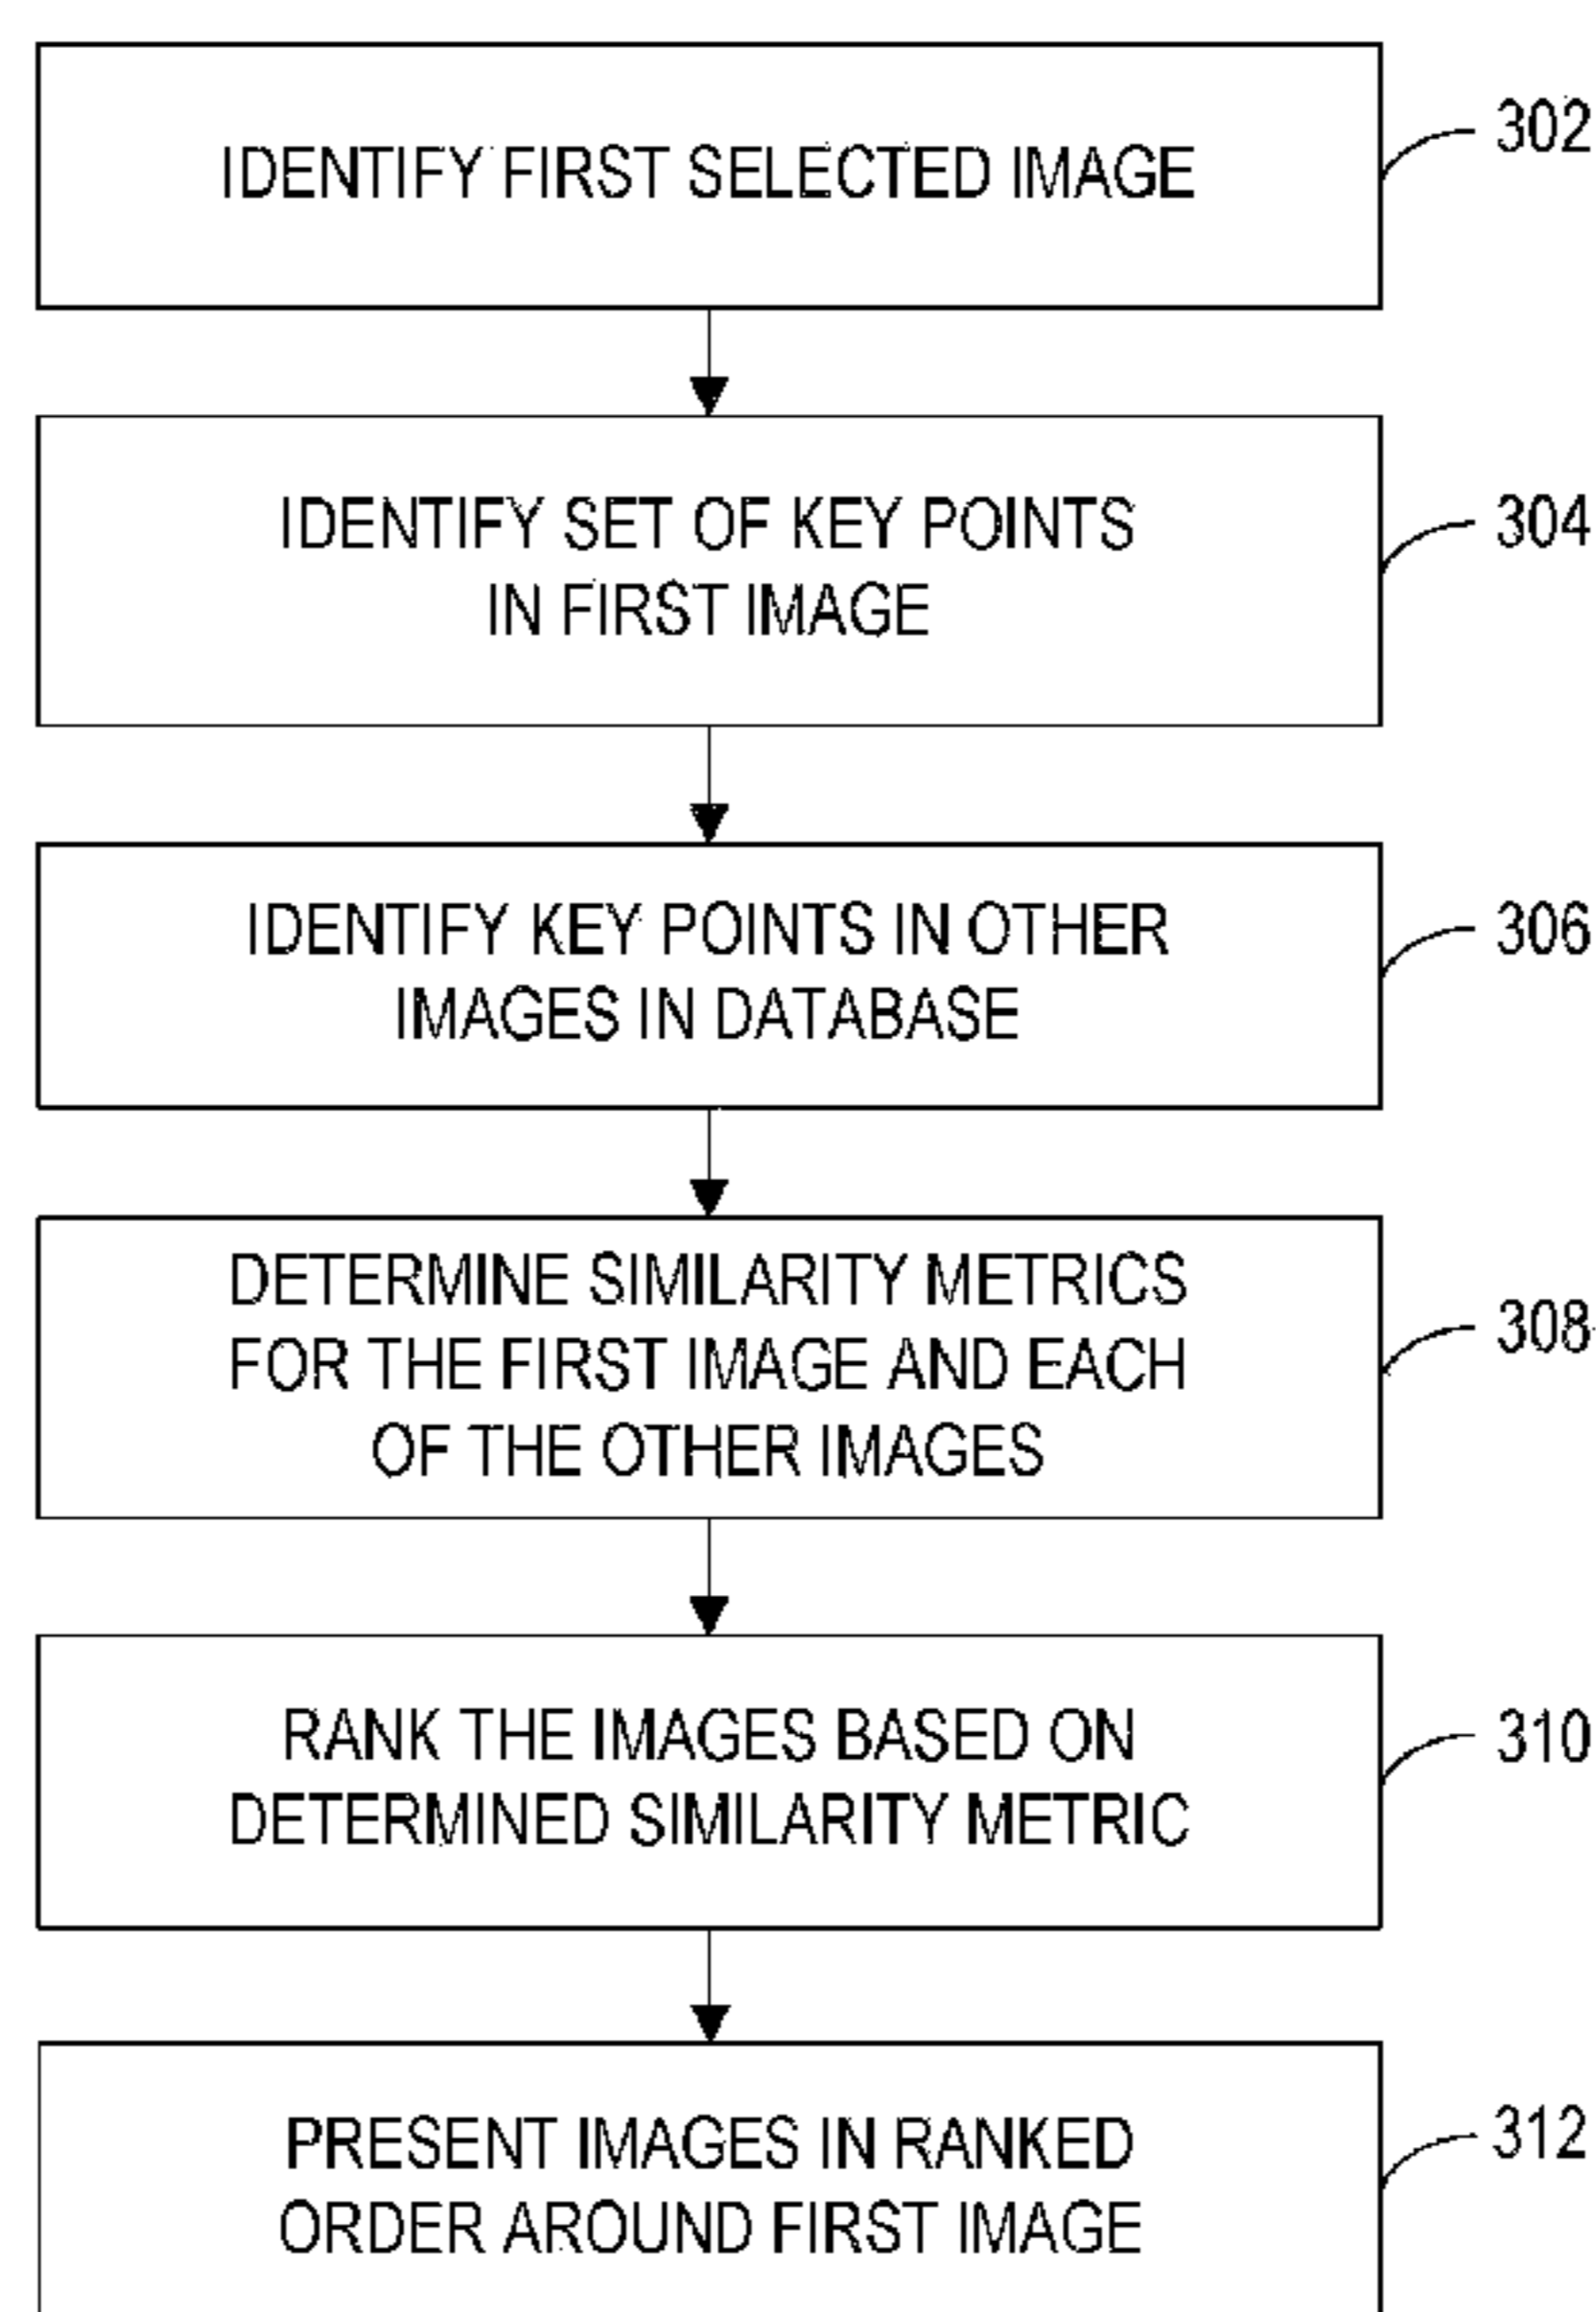 IDENTIFY FIRST SELECTED IMAGE
302
IDENTIFY SET OF KEY POINTS
IN FIRST IMAGE
304
IDENTIFY KEY POINTS IN OTHER
IMAGES IN DATABASE
306
DETERMINE SIMILARITY METRICS
FOR THE FIRST IMAGE AND EACH
OF THE OTHER IMAGES
308
RANK THE IMAGES BASED ON
DETERMINED SIMILARITY METRIC
310
PRESENT IMAGES IN RANKED
ORDER AROUND FIRST IMAGE
312